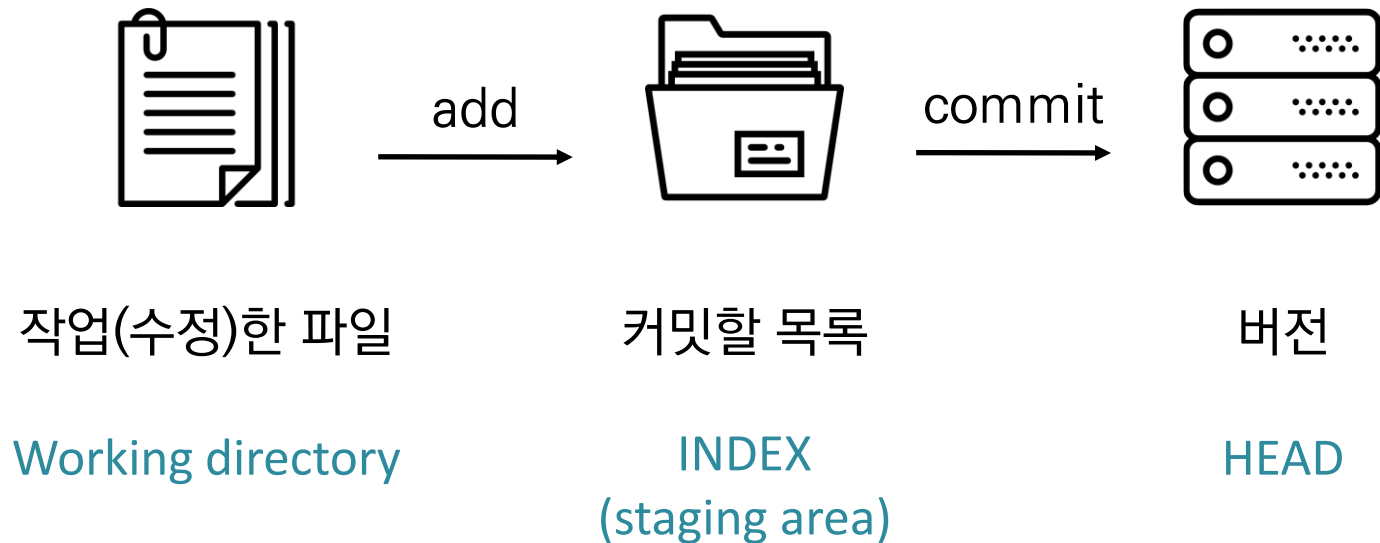 add
commit
작업(수정)한 파일
커밋할 목록
버전
Working directory
INDEX
(staging area)
HEAD